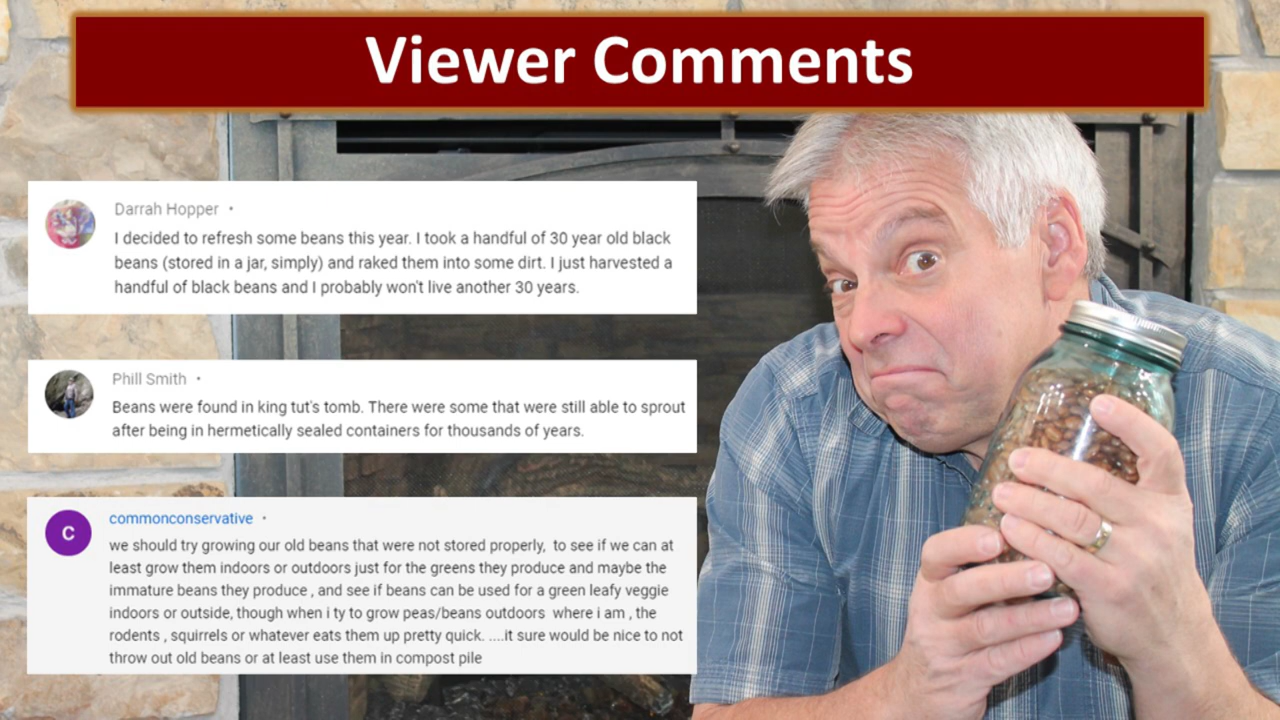 Viewer Comments
Darrah Hopper •
I decided to refresh some beans this year. I took a handful of 30 year old black
beans (stored in a jar, simply) and raked them into some dirt. I just harvested a
handful of black beans and I probably won't live another 30 years.
Phill Smith •
Beans were found in king tut's tomb. There were some that were still able to sprout
after being in hermetically sealed containers for thousands of years.
C
commonconservative •
we should try growing our old beans that were not stored properly, to see if we can at
least grow them indoors or outdoors just for the greens they produce and maybe the
immature beans they produce , and see if beans can be used for a green leafy veggie
indoors or outside, though when i ty to grow peas/beans outdoors where i am , the
rodents , squirrels or whatever eats them up pretty quick. ....it sure would be nice to not
throw out old beans or at least use them in compost pile